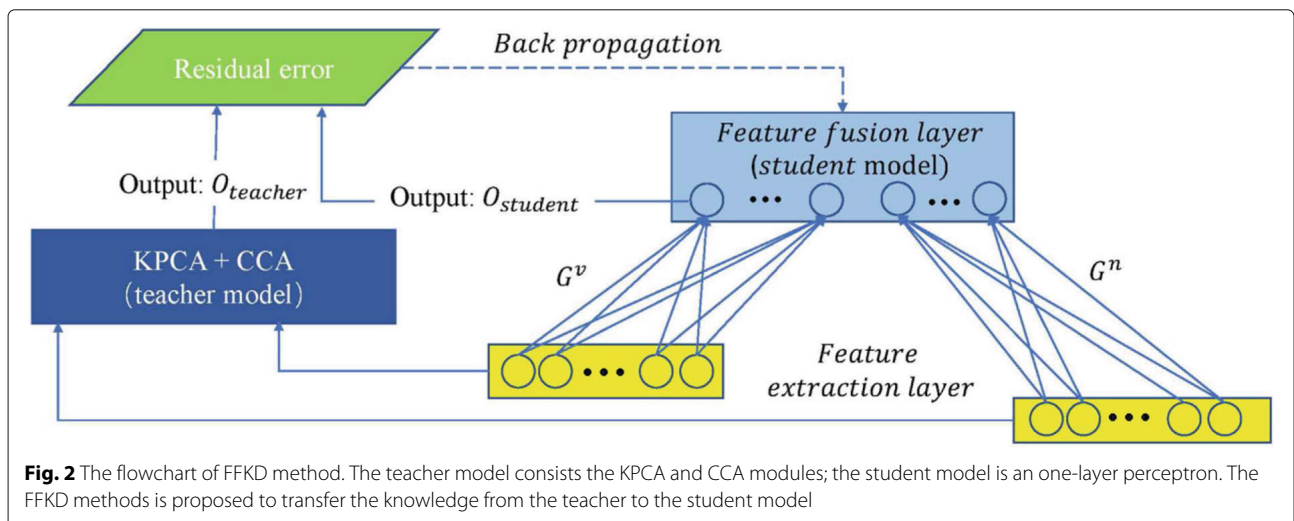 Back propagation
Residual error
Feature fusion layer
(student model)
Output: O_teacher
Output: O_student
KPCA + CCA
(teacher model)
G^v
G^n
Feature
extraction layer
Fig. 2 The flowchart of FFKD method. The teacher model consists the KPCA and CCA modules; the student model is an one-layer perceptron. The
FFKD methods is proposed to transfer the knowledge from the teacher to the student model